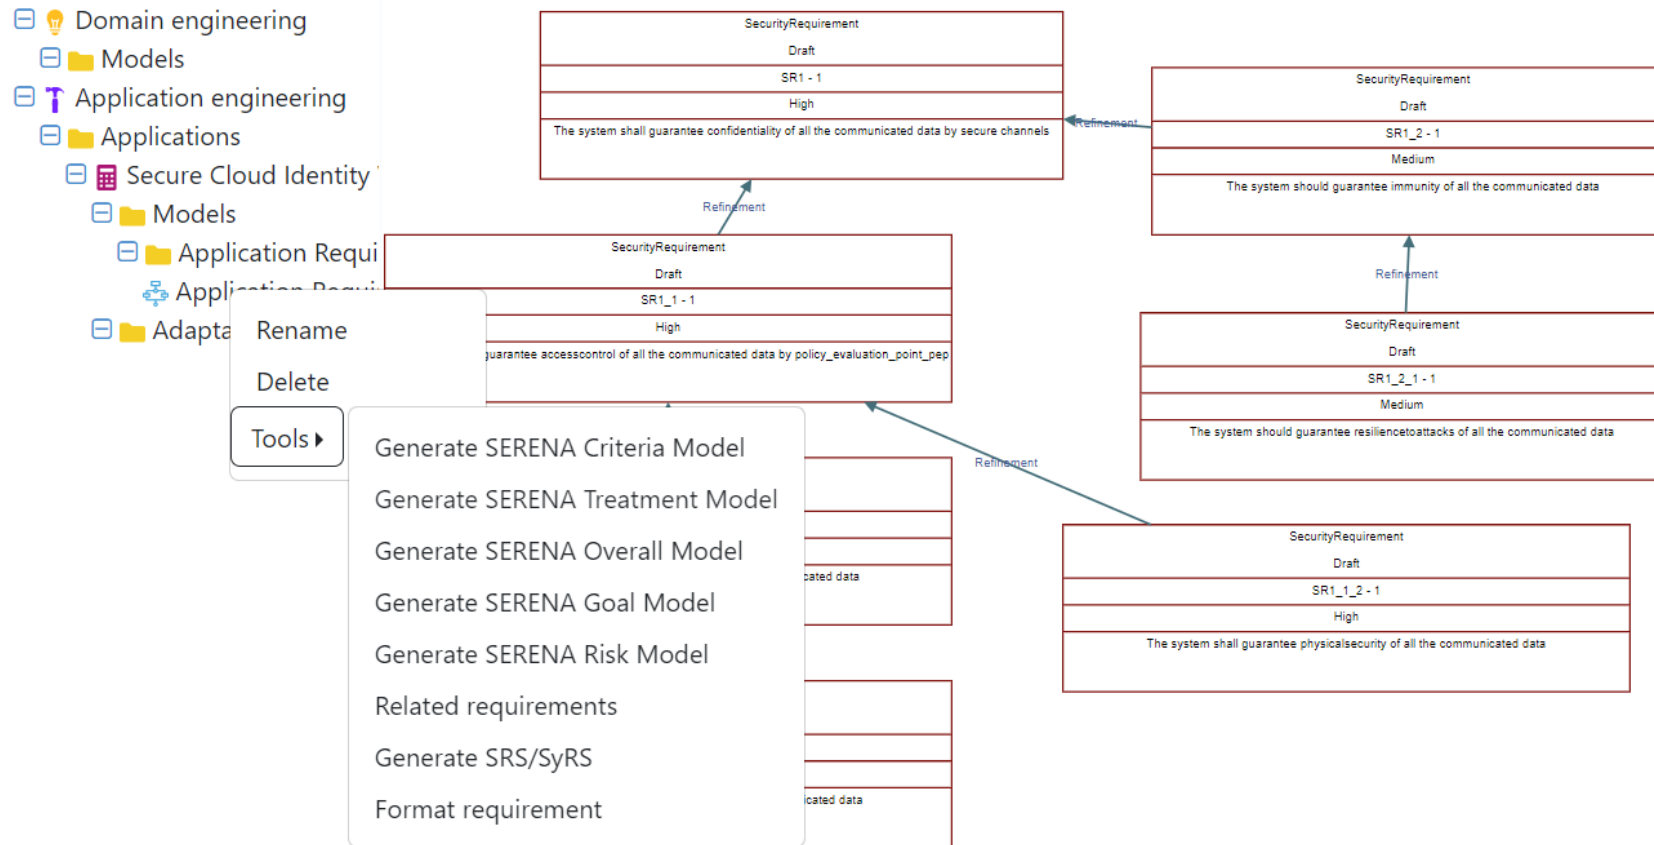 Domain engineering
Models
Application engineering
Applications
Secure Cloud Identity
Models
Application Requi
Adapta
Rename
Delete
Tools
Generate SERENA Criteria Model
Generate SERENA Treatment Model
Generate SERENA Overall Model
Generate SERENA Goal Model
Generate SERENA Risk Model
Related requirements
Generate SRS/SyRS
Format requirement
SecurityRequirement
Draft
SR1 - 1
High
The system shall guarantee confidentiality of all the communicated data by secure channels
Refinement
SecurityRequirement
Draft
SR1_2 - 1
Medium
The system should guarantee immunity of all the communicated data
Refinement
SecurityRequirement
Draft
SR1_1 - 1
High
guarantee accesscontrol of all the communicated data by policy_evaluation_point_pep
Refinement
SecurityRequirement
Draft
SR1_2_1 - 1
Medium
The system should guarantee resiliencetoattacks of all the communicated data
Refinement
SecurityRequirement
Draft
SR1_1_2 - 1
High
The system shall guarantee physicalsecurity of all the communicated data
cated data
icated data